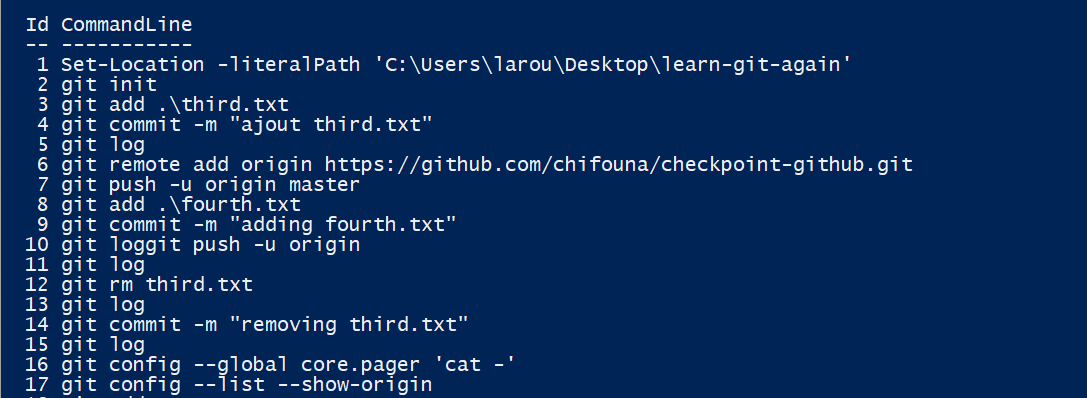 Id CommandLine
-- -----------
1 Set-Location -literalPath 'C:\Users\larou\Desktop\learn-git-again'
2 git init
3 git add .\third.txt
4 git commit -m "ajout third.txt"
5 git log
6 git remote add origin https://github.com/chifouna/checkpoint-github.git
7 git push -u origin master
8 git add .\fourth.txt
9 git commit -m "adding fourth.txt"
10 git loggit push -u origin
11 git log
12 git rm third.txt
13 git log
14 git commit -m "removing third.txt"
15 git log
16 git config --global core.pager 'cat -'
17 git config --list --show-origin